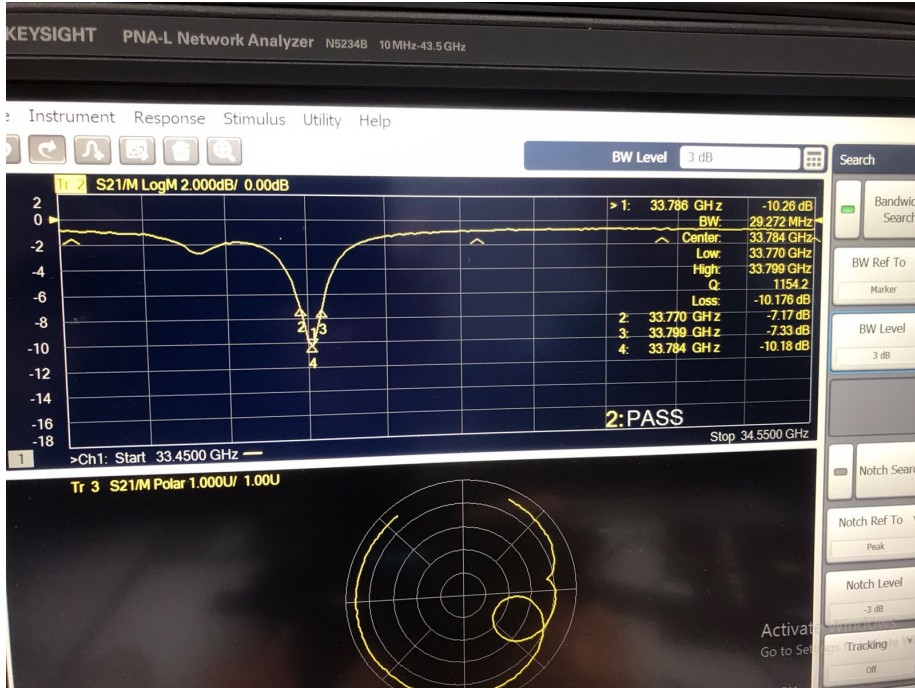 KEYSIGHT PNA-L Network Analyzer N5234B 10 MHz-43.5 GHz
Instrument Response Stimulus Utility Help
BW Level 3 dB
Search
Tr 2 S21/M LogM 2.000dB/ 0.00dB
2
0
-2
-4
-6
-8
-10
-12
-14
-16
-18
> 1: 33.786 GHz -10.26 dB
BW: 29.272 MHz
Center: 33.784 GHz
Low: 33.770 GHz
High: 33.799 GHz
Q: 1154.2
Loss: -10.176 dB
2: 33.770 GHz -7.17 dB
3: 33.799 GHz -7.33 dB
4: 33.784 GHz -10.18 dB
2
1
3
4
2: PASS
1
>Ch1: Start 33.4500 GHz
Stop 34.5500 GHz
Tr 3 S21/M Polar 1.000U/ 1.00U
Bandwid
Search
BW Ref To
Marker
BW Level
3 dB
Notch Sear
Notch Ref To
Peak
Notch Level
-3 dB
Tracking
Off
Activate Windows
Go to Settings